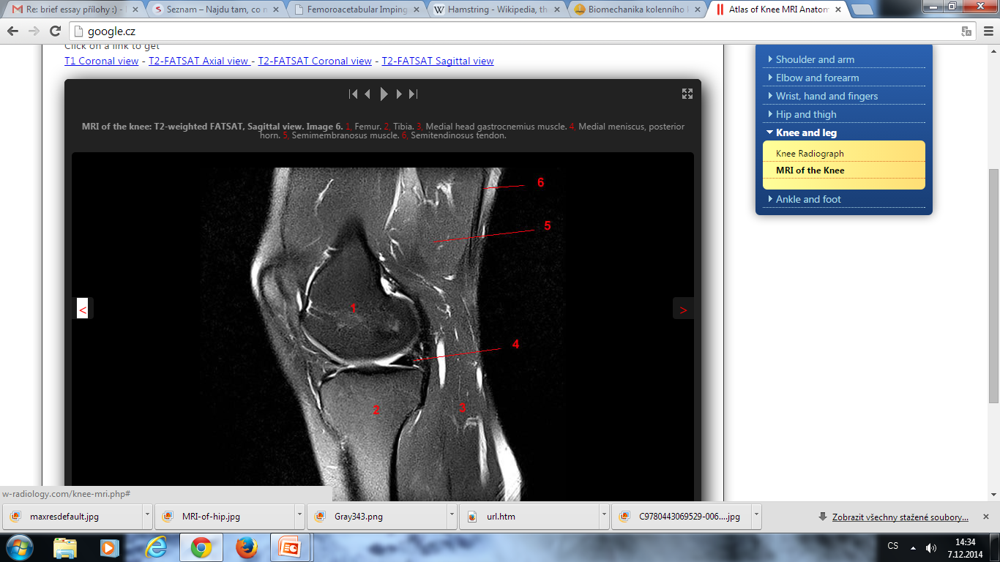 Re: brief essay přílohy :) -
Seznam – Najdu tam, co n
Femoroacetabular Imping
Hamstring - Wikipedia, th
Biomechanika kolenního
Atlas of Knee MRI Anatom
google.cz
Click on a link to get
T1 Coronal view - T2-FATSAT Axial view - T2-FATSAT Coronal view - T2-FATSAT Sagittal view
MRI of the knee: T2-weighted FATSAT, Sagittal view. Image 6. 1, Femur. 2, Tibia. 3, Medial head gastrocnemius muscle. 4, Medial meniscus, posterior
horn. 5, Semimembranosus muscle. 6, Semitendinosus tendon.
6
5
1
4
2
3
<
>
Shoulder and arm
Elbow and forearm
Wrist, hand and fingers
Hip and thigh
Knee and leg
Knee Radiograph
MRI of the Knee
Ankle and foot
w-radiology.com/knee-mri.php#
maxresdefault.jpg
MRI-of-hip.jpg
Gray343.png
url.htm
C9780443069529-006....jpg
Zobrazit všechny stažené soubory...
CS
14:34
7.12.2014